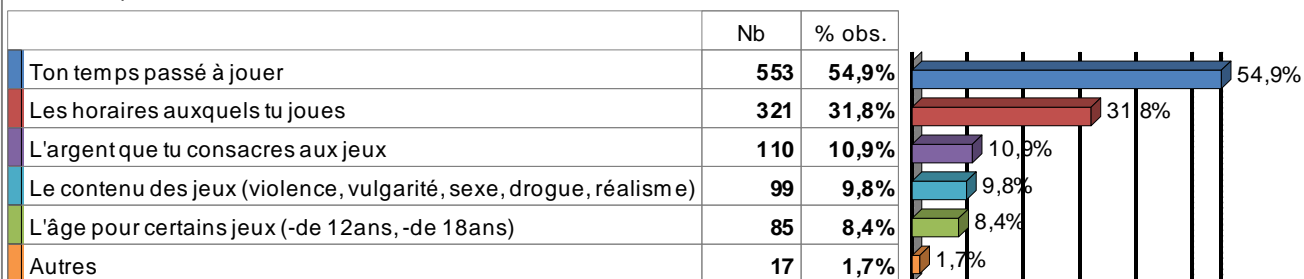 Nb % obs.
Ton temps passé à jouer 553 54,9% 54,9%
Les horaires auxquels tu joues 321 31,8% 31,8%
L'argent que tu consacres aux jeux 110 10,9% 10,9%
Le contenu des jeux (violence, vulgarité, sexe, drogue, réalisme) 99 9,8% 9,8%
L'âge pour certains jeux (-de 12ans, -de 18ans) 85 8,4% 8,4%
Autres 17 1,7% 1,7%